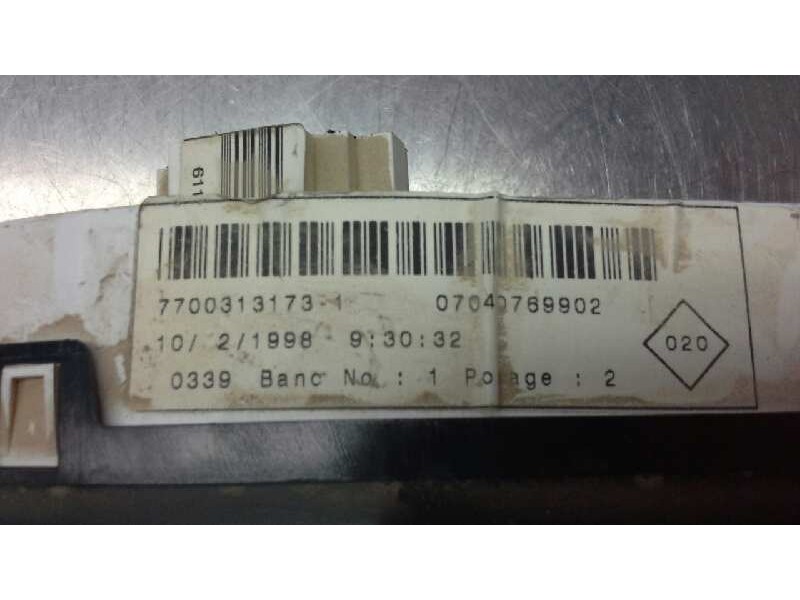 611
7700313173-1 07040769902
10/ 2/1998 9:30:32
0339 Banc No. : 1 Posage : 2
020